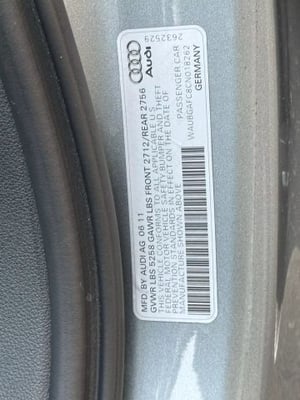 MFD. BY AUDI AG 06 11
GVWR LBS 5258 GAWR LBS FRONT 2712/REAR 2756
THIS VEHICLE CONFORMS TO ALL APPLICABLE U.S.
FEDERAL MOTOR VEHICLE SAFETY BUMPER AND THEFT
PREVENTION STANDARDS IN EFFECT ON THE DATE OF
MANUFACTURE SHOWN ABOVE
Audi
26325529
PASSENGER CAR
WAUBGAFC8CN018262
GERMANY